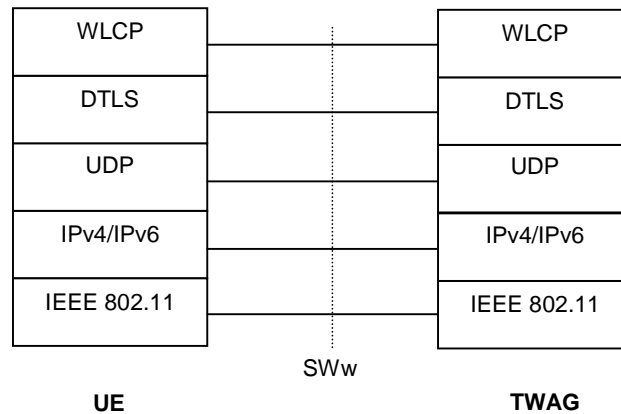 WLCP
WLCP
DTLS
DTLS
UDP
UDP
IPv4/IPv6
IPv4/IPv6
IEEE 802.11
IEEE 802.11
SWw
UE
TWAG